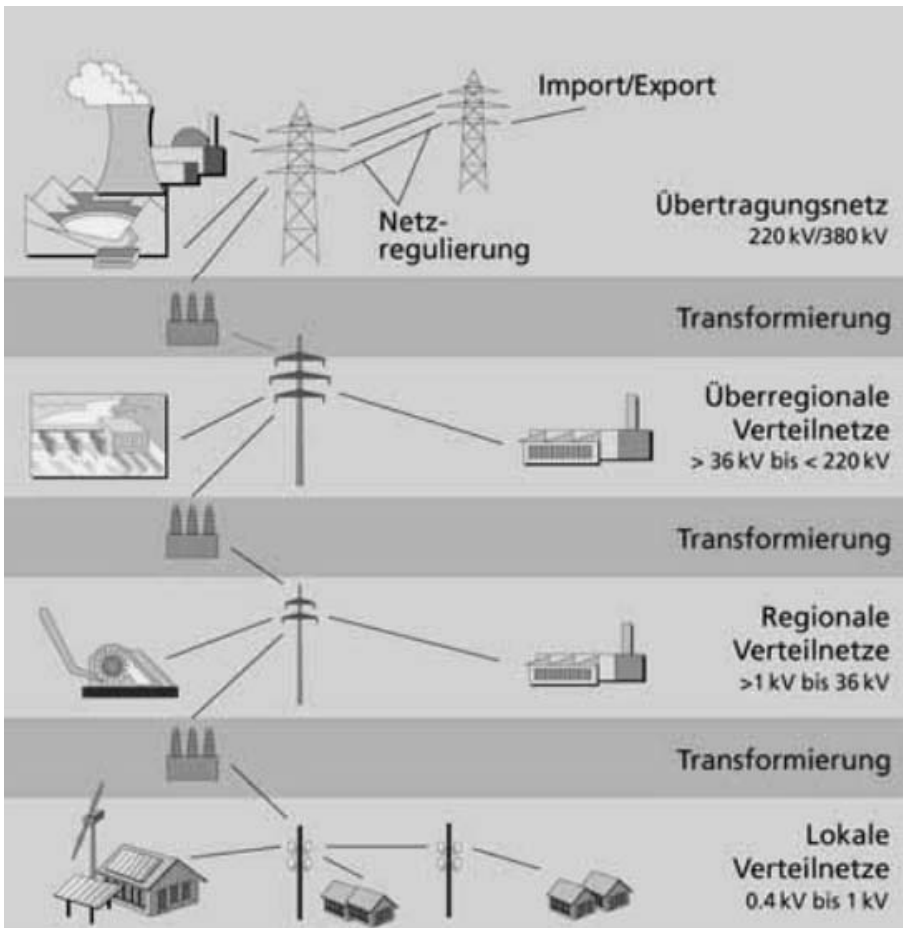 Import/Export
Netz-
regulierung
Übertragungsnetz
220 kV/380 kV
Transformierung
Überregionale
Verteilnetze
> 36 kV bis < 220 kV
Transformierung
Regionale
Verteilnetze
>1 kV bis 36 kV
Transformierung
Lokale
Verteilnetze
0.4 kV bis 1 kV